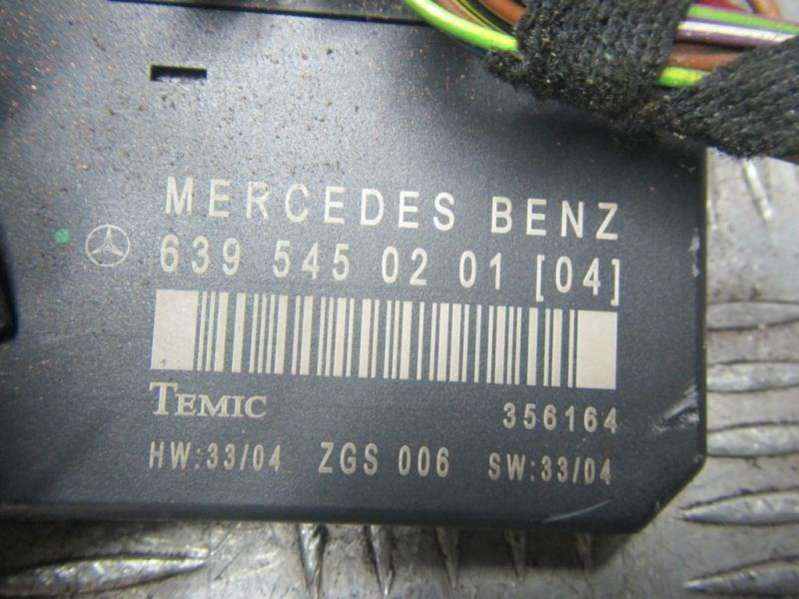 MERCEDES BENZ
639 545 02 01 [04]
TEMIC 356164
HW:33/04 ZGS 006 SW:33/04